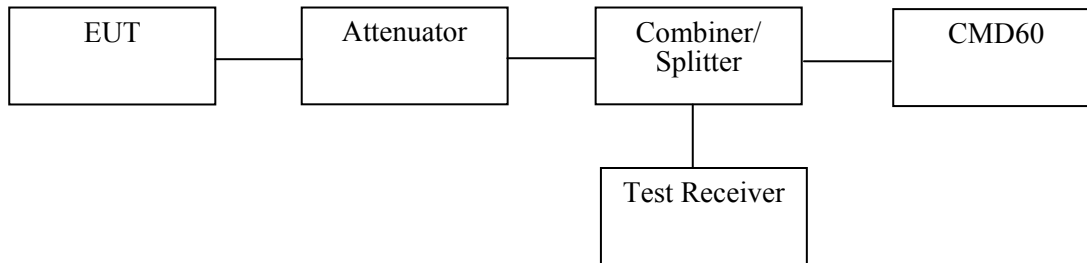 EUT
Attenuator
Combiner/
Splitter
CMD60
Test Receiver